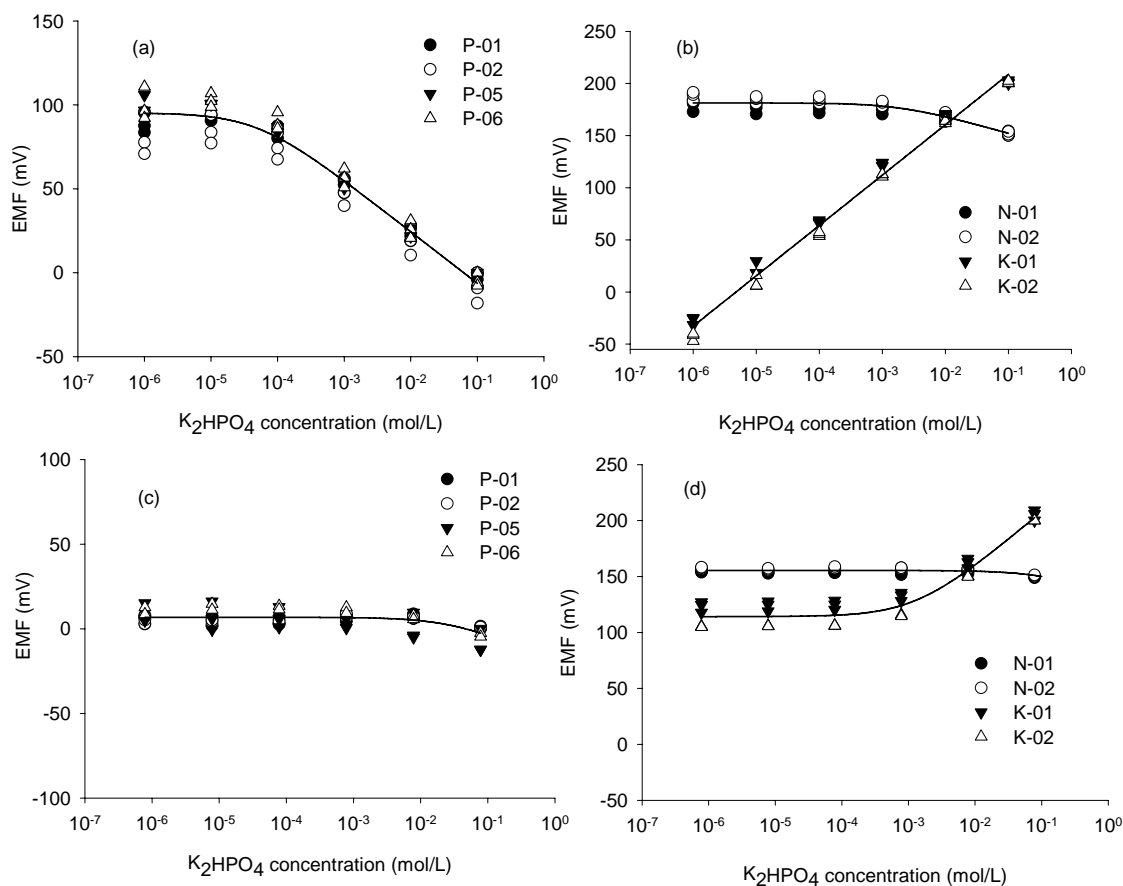 (a)
P-01
P-02
P-05
P-06
150
100
50
0
-50
EMF (mV)
10-7 10-6 10-5 10-4 10-3 10-2 10-1 100
K2HPO4 concentration (mol/L)
(b)
N-01
N-02
K-01
K-02
250
200
150
100
50
0
-50
EMF (mV)
10-7 10-6 10-5 10-4 10-3 10-2 10-1 100
K2HPO4 concentration (mol/L)
(c)
P-01
P-02
P-05
P-06
100
50
0
-50
-100
EMF (mV)
10-7 10-6 10-5 10-4 10-3 10-2 10-1 100
K2HPO4 concentration (mol/L)
(d)
N-01
N-02
K-01
K-02
250
200
150
100
50
0
-50
EMF (mV)
10-7 10-6 10-5 10-4 10-3 10-2 10-1 100
K2HPO4 concentration (mol/L)